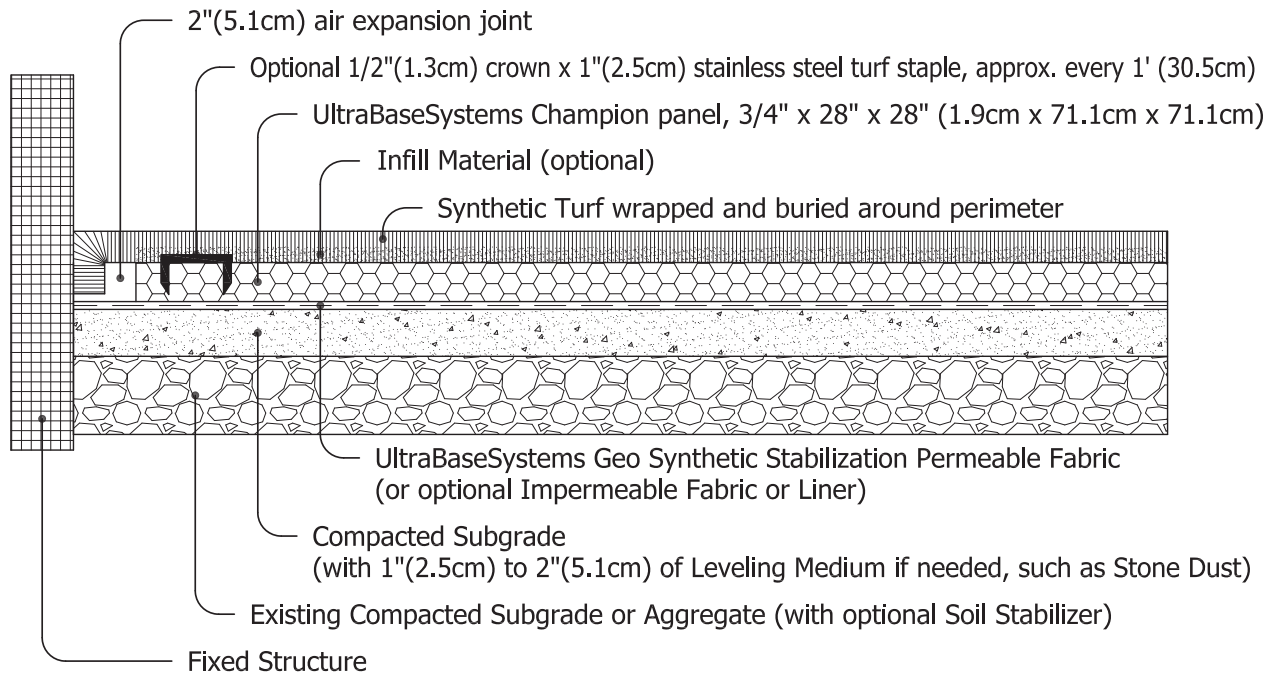 2"(5.1cm) air expansion joint
Optional 1/2"(1.3cm) crown x 1"(2.5cm) stainless steel turf staple, approx. every 1' (30.5cm)
UltraBaseSystems Champion panel, 3/4" x 28" x 28" (1.9cm x 71.1cm x 71.1cm)
Infill Material (optional)
Synthetic Turf wrapped and buried around perimeter
UltraBaseSystems Geo Synthetic Stabilization Permeable Fabric
(or optional Impermeable Fabric or Liner)
Compacted Subgrade
(with 1"(2.5cm) to 2"(5.1cm) of Leveling Medium if needed, such as Stone Dust)
Existing Compacted Subgrade or Aggregate (with optional Soil Stabilizer)
Fixed Structure